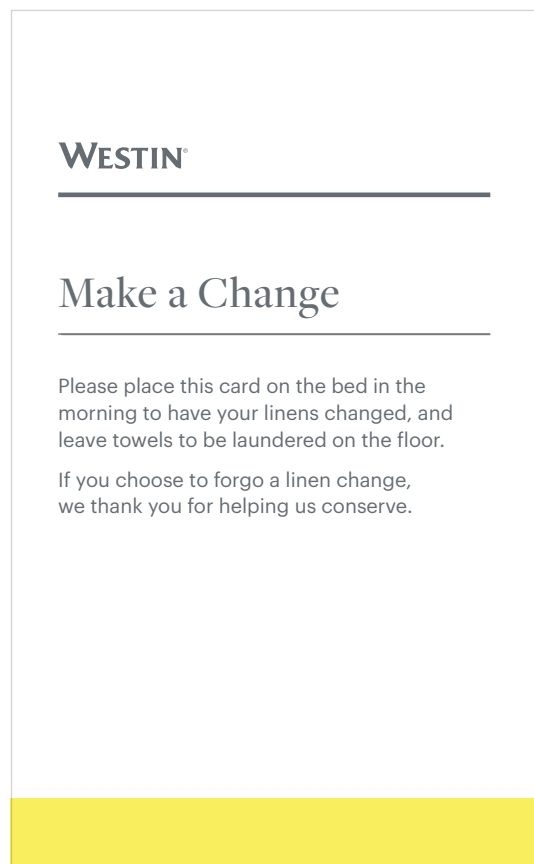 WESTIN®
Make a Change
Please place this card on the bed in the
morning to have your linens changed, and
leave towels to be laundered on the floor.
If you choose to forgo a linen change,
we thank you for helping us conserve.